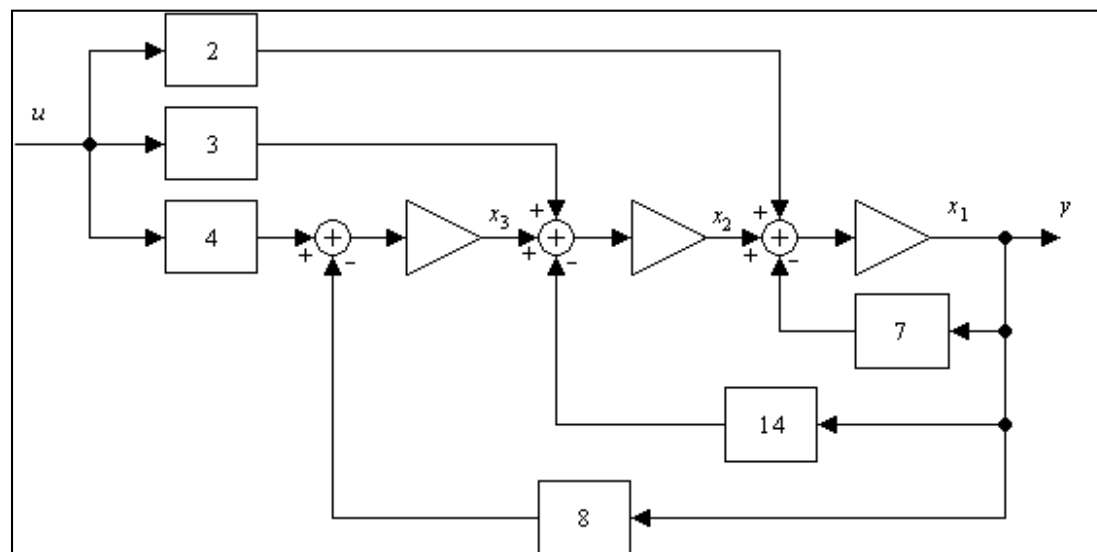 2
u
3
x3 + x2 + x1 y
4
+ + + + + +
- - -
7
14
8